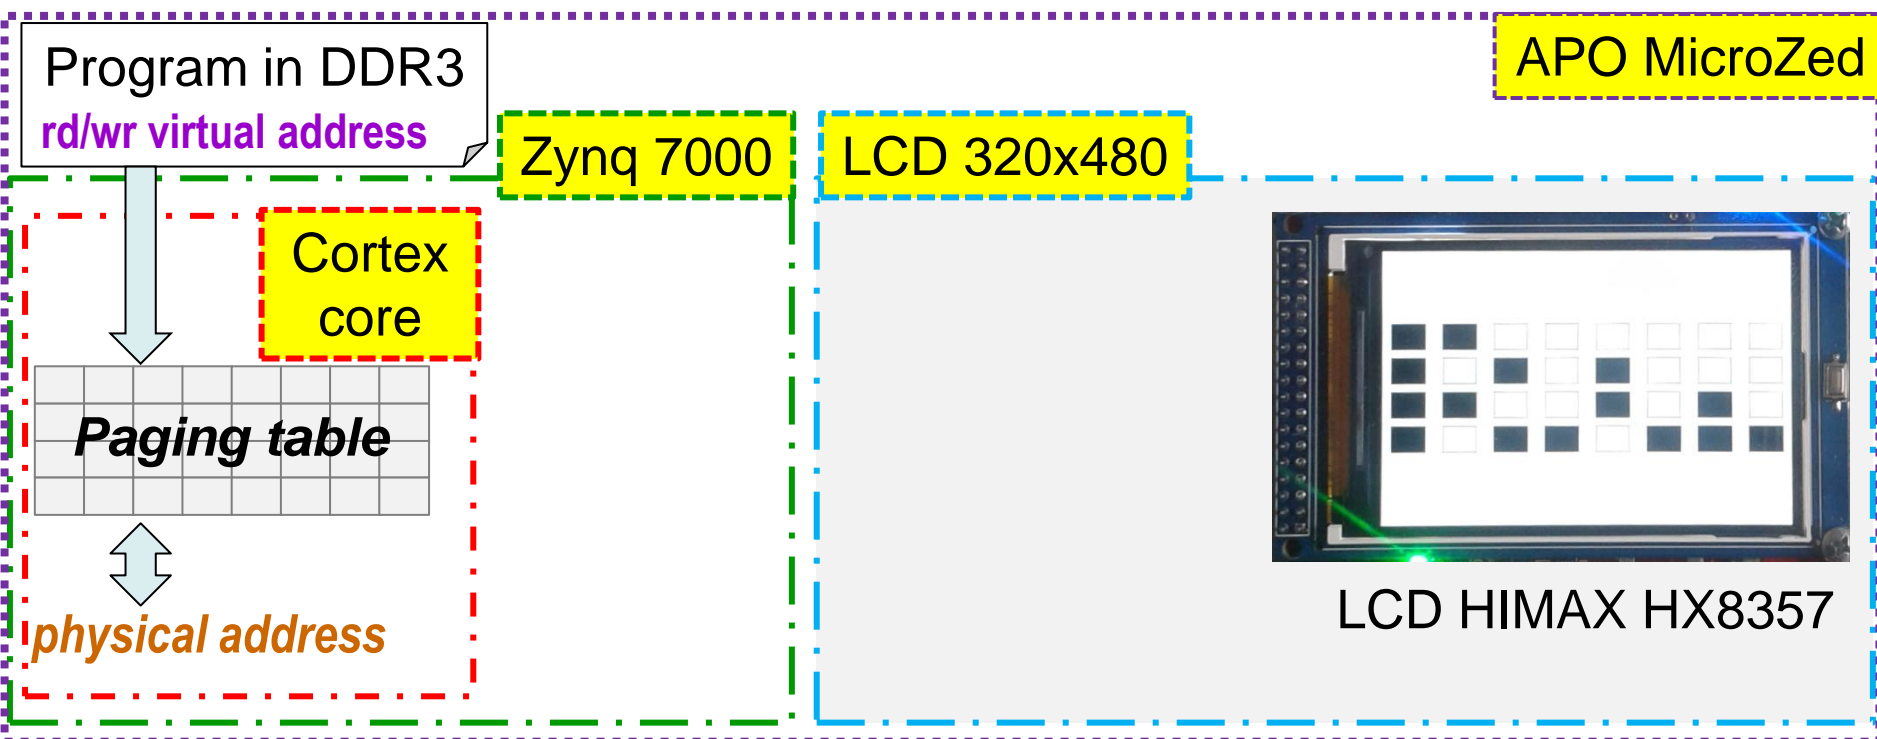 Program in DDR3
rd/wr virtual address
APO MicroZed
Zynq 7000
LCD 320x480
Cortex
core
Paging table
physical address
LCD HIMAX HX8357